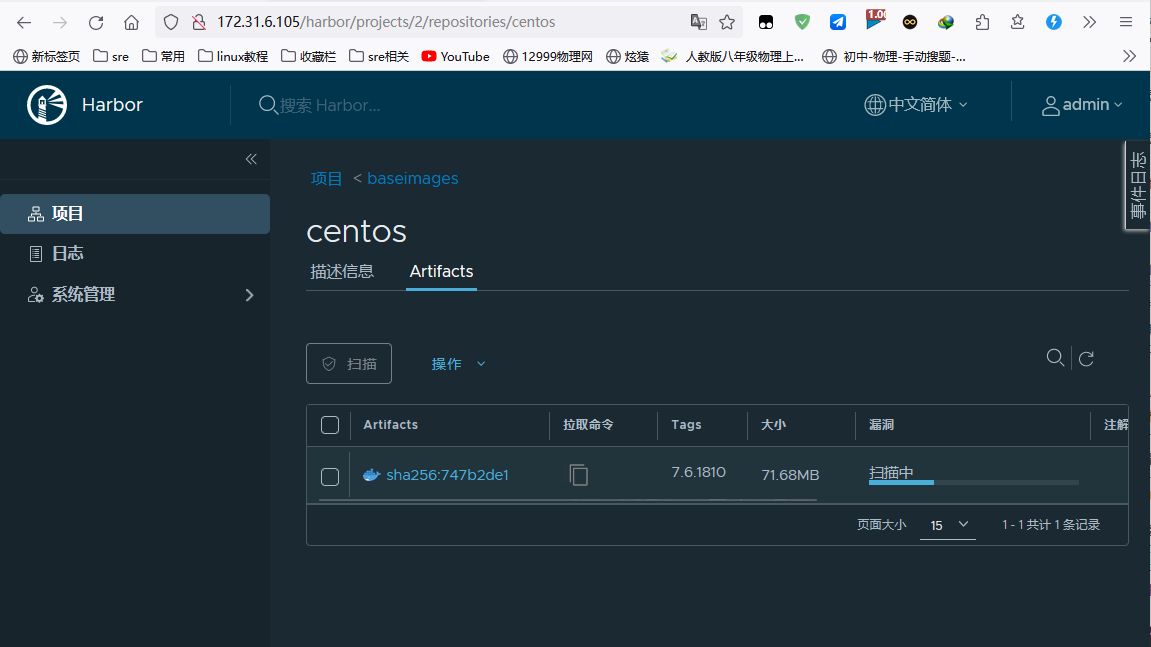 172.31.6.105/harbor/projects/2/repositories/centos
1.00
新标签页 sre 常用 linux教程 收藏栏 sre相关 YouTube 12999物理网 炫猿 人教版八年级物理上... 初中-物理-手动搜题-...
Harbor 搜索 Harbor... 中文简体 admin
事件日志
项目
日志
系统管理
项目 < baseimages
centos
描述信息 Artifacts
扫描 操作
Artifacts 拉取命令 Tags 大小 漏洞 注解
sha256:747b2de1 7.6.1810 71.68MB 扫描中
页面大小 15 1 - 1 共计 1 条记录